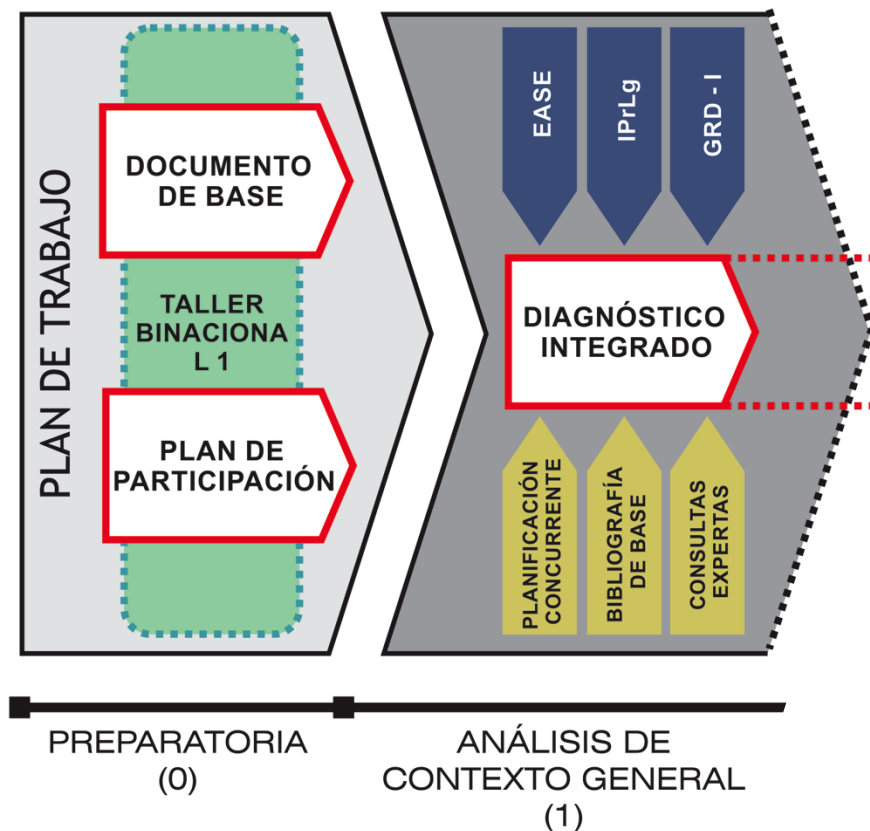 PLAN DE TRABAJO
DOCUMENTO
DE BASE
TALLER
BINACIONA
L 1
PLAN DE
PARTICIPACIÓN
EASE
IPrLg
GRD - I
DIAGNÓSTICO
INTEGRADO
PLANIFICACIÓN
CONCURRENTE
BIBLIOGRAFÍA
DE BASE
CONSULTAS
EXPERTAS
PREPARATORIA
(0)
ANÁLISIS DE
CONTEXTO GENERAL
(1)